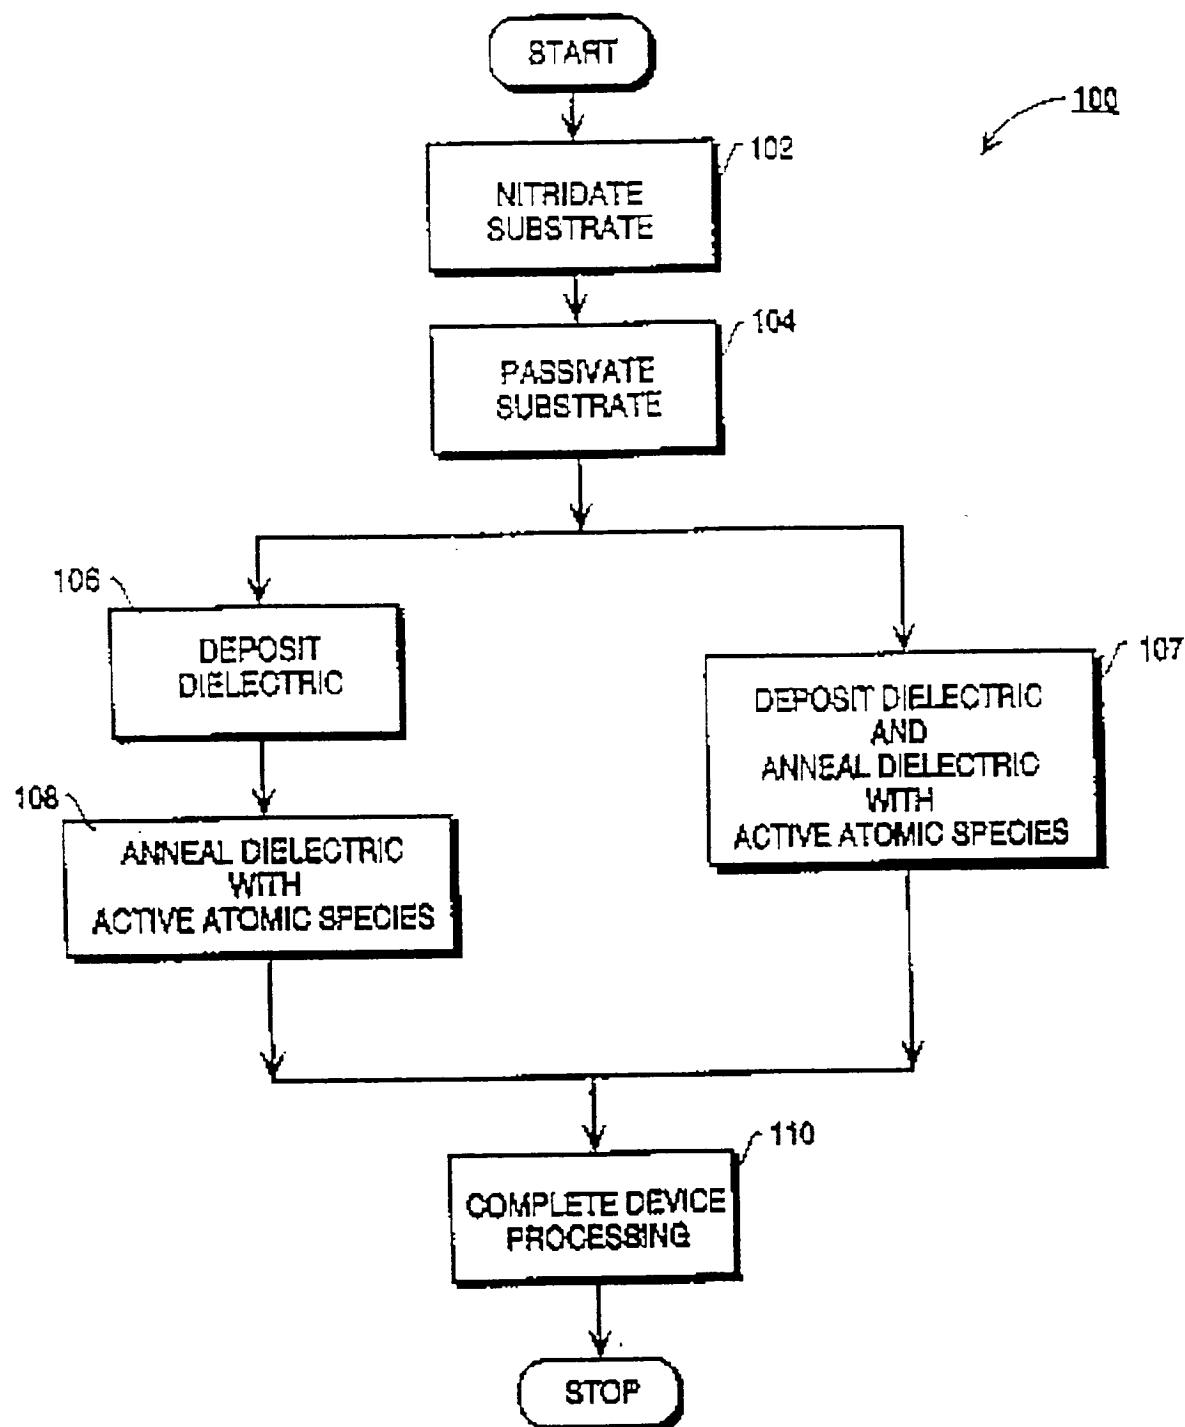 START
100
102
NITRIDATE
SUBSTRATE
104
PASSIVATE
SUBSTRATE
106
DEPOSIT
DIELECTRIC
107
DEPOSIT DIELECTRIC
AND
ANNEAL DIELECTRIC
WITH
ACTIVE ATOMIC SPECIES
108
ANNEAL DIELECTRIC
WITH
ACTIVE ATOMIC SPECIES
110
COMPLETE DEVICE
PROCESSING
STOP